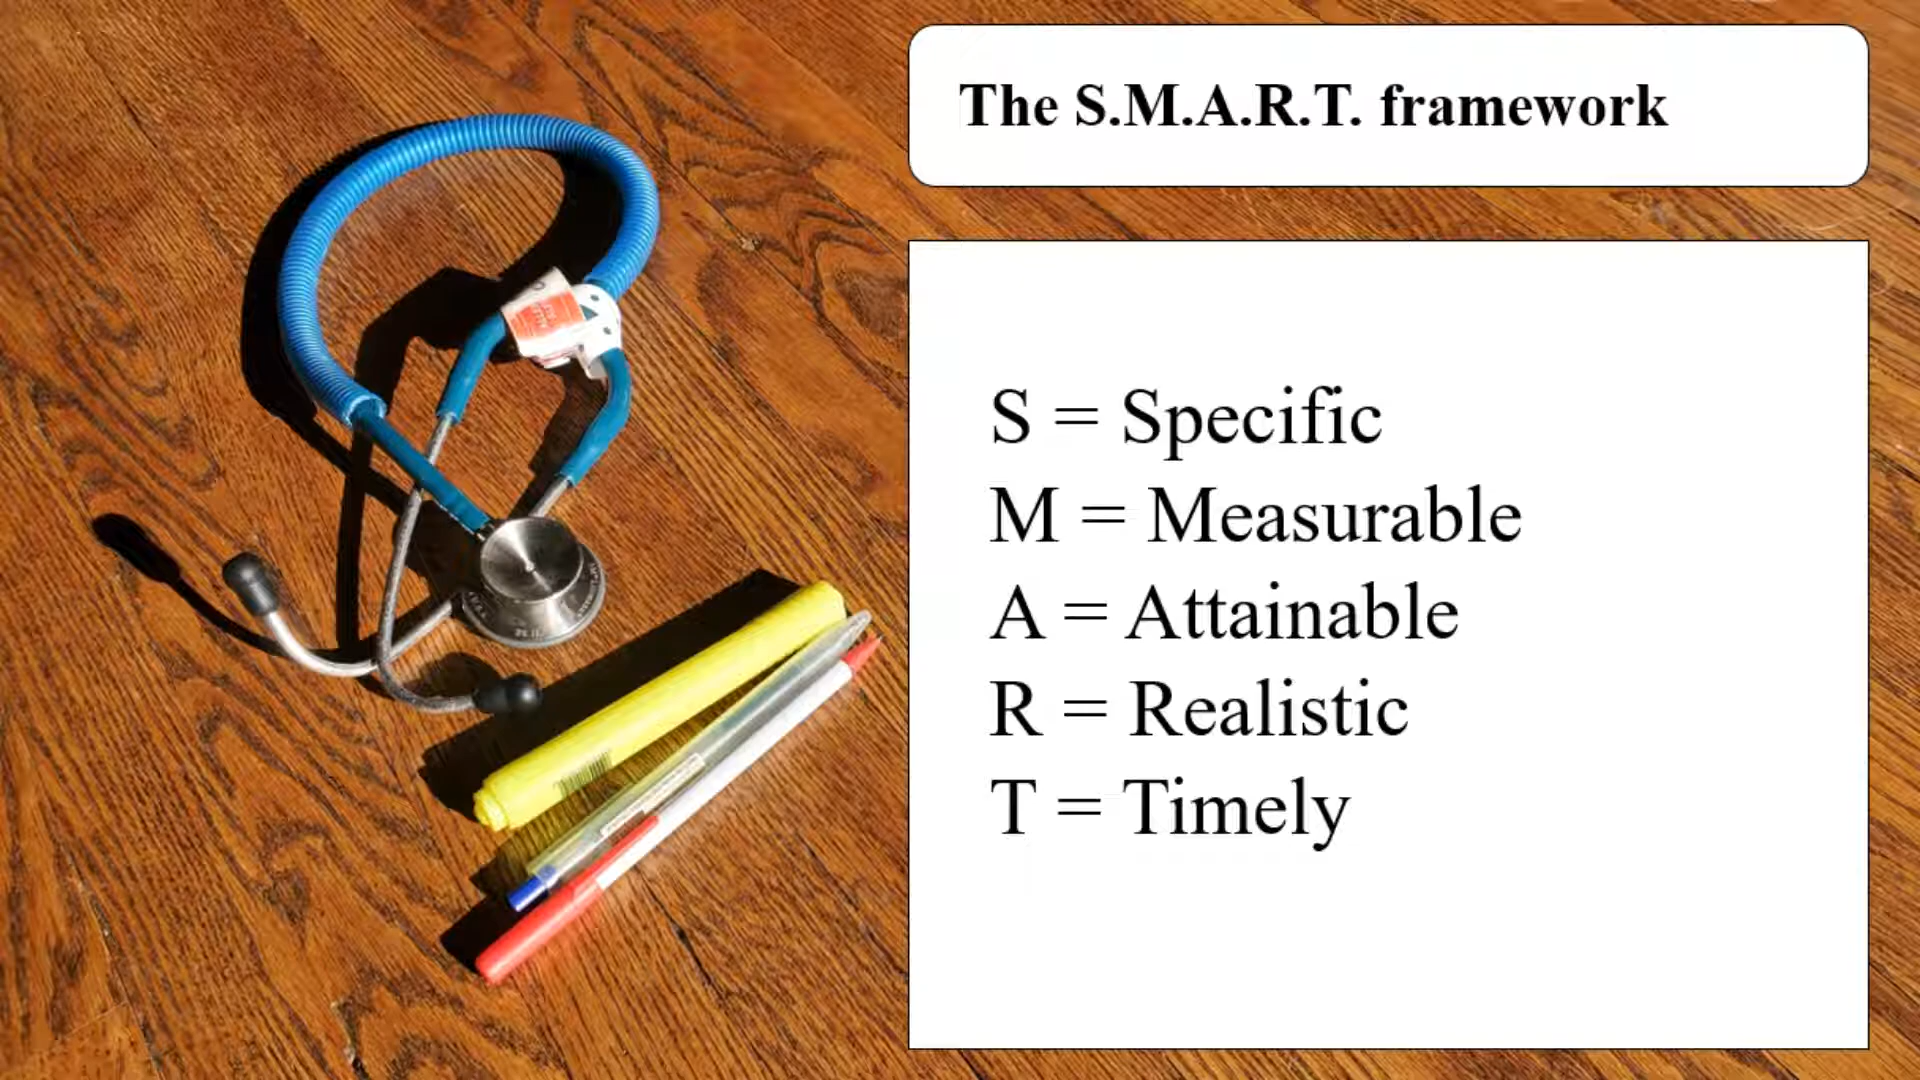 The S.M.A.R.T. framework
S = Specific
M = Measurable
A = Attainable
R = Realistic
T = Timely